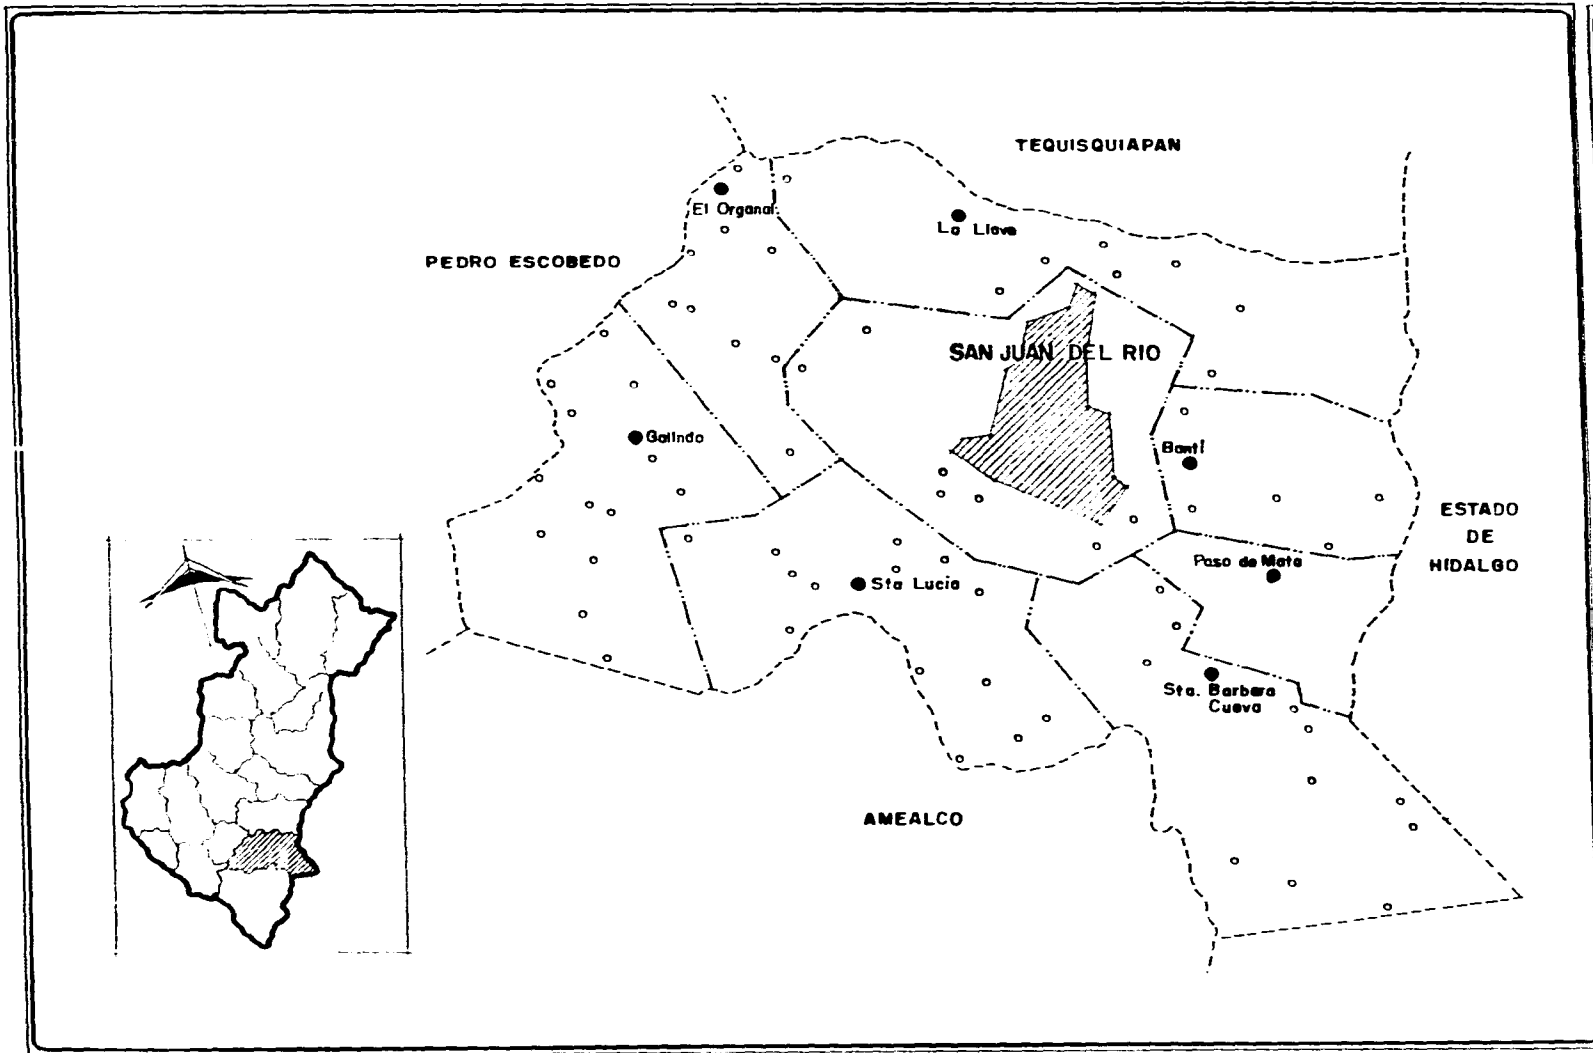 TEQUISQUIAPAN
El Organal
La Llave
PEDRO ESCOBEDO
SAN JUAN DEL RIO
Galindo
Banti
ESTADO
DE
HIDALGO
Paso de Mata
Sta Lucia
Sta. Barbara
Cueva
AMEALCO